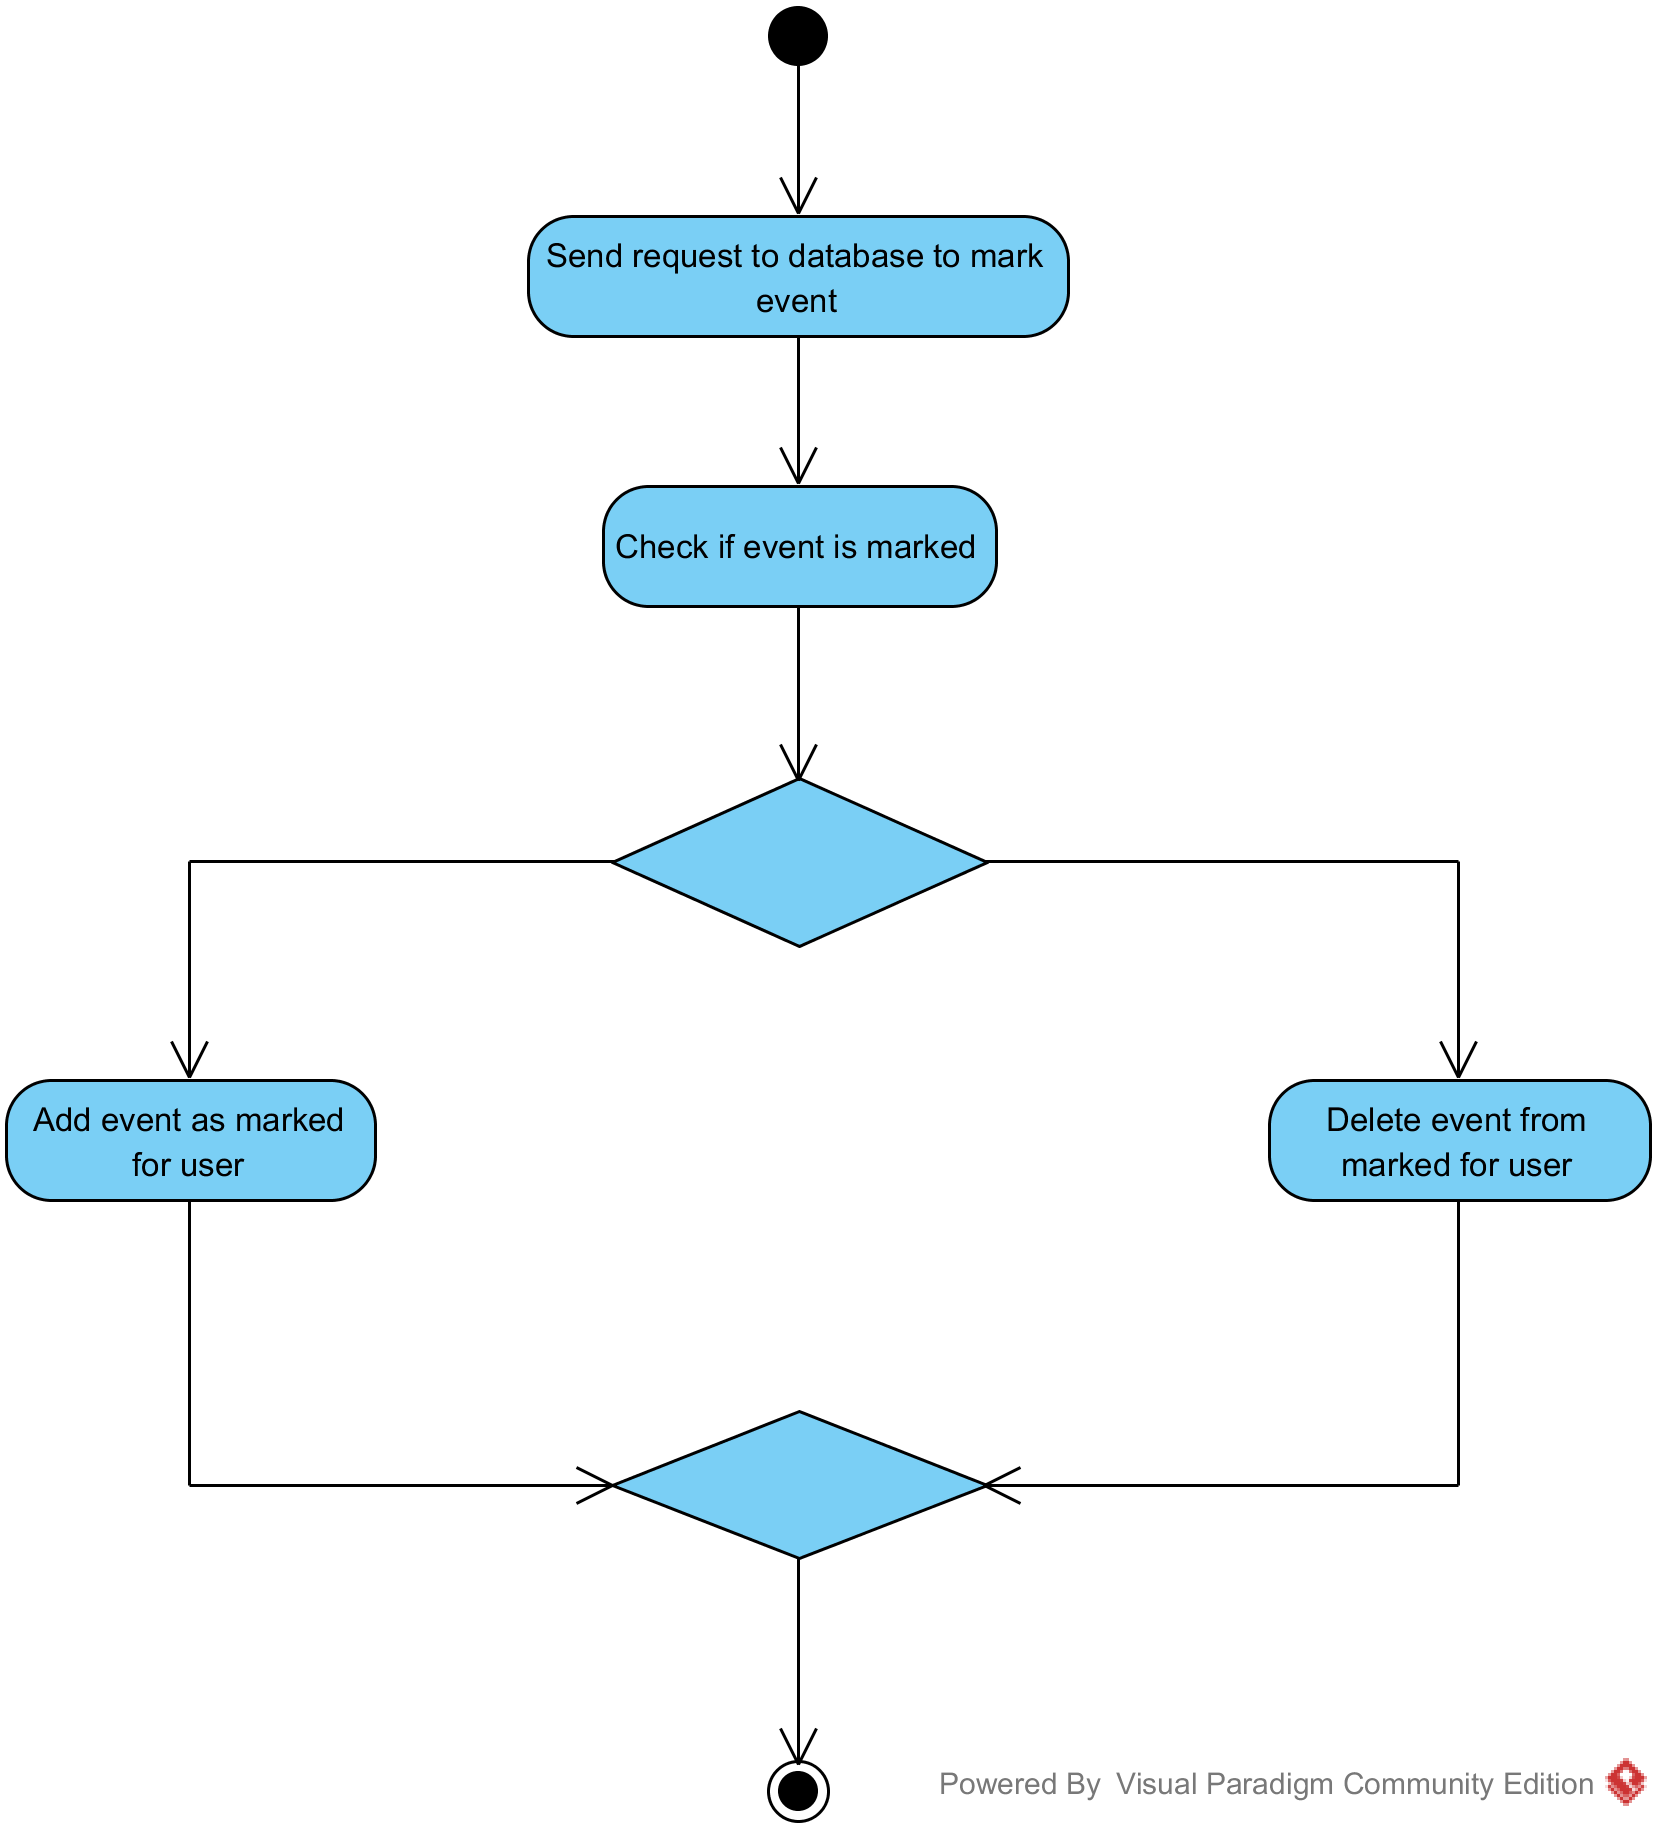 Send request to database to mark
event
Check if event is marked
Add event as marked
for user
Delete event from
marked for user
Powered By  Visual Paradigm Community Edition